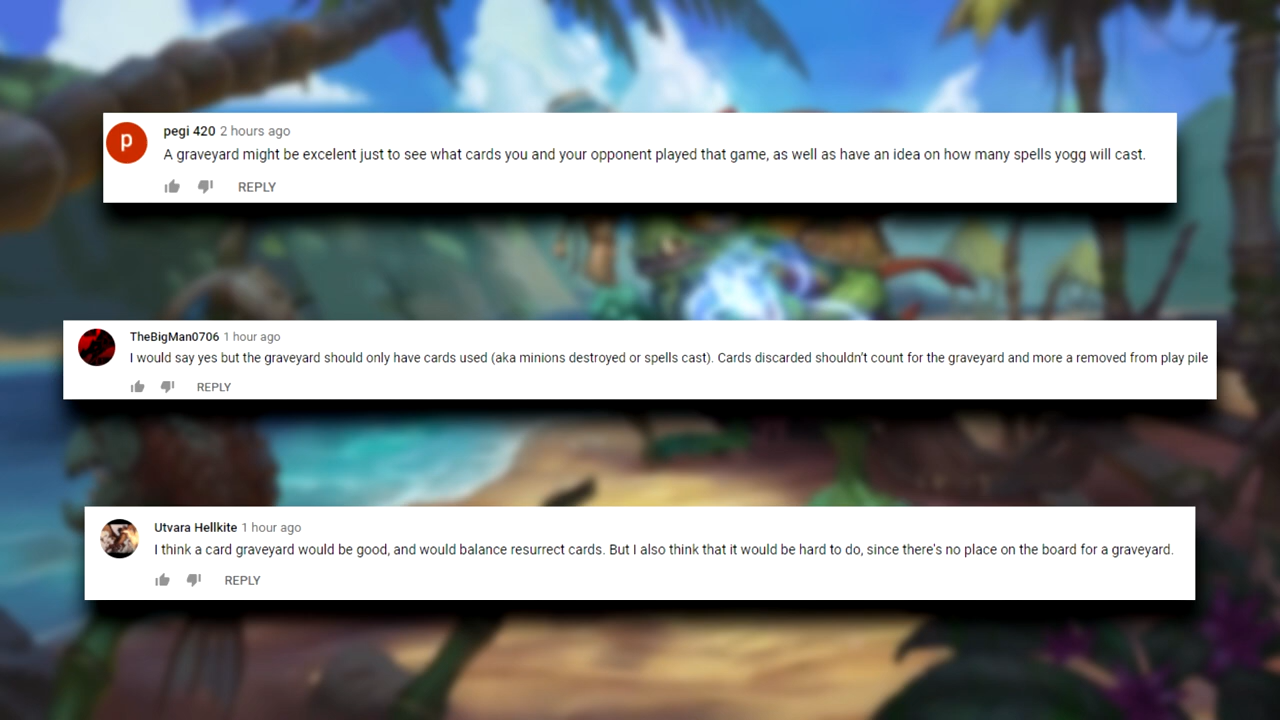 P
pegi 420 2 hours ago
A graveyard might be excelent just to see what cards you and your opponent played that game, as well as have an idea on how many spells yogg will cast.
REPLY
TheBigMan0706 1 hour ago
I would say yes but the graveyard should only have cards used (aka minions destroyed or spells cast). Cards discarded shouldn't count for the graveyard and more a removed from play pile
REPLY
Utvara Hellkite 1 hour ago
I think a card graveyard would be good, and would balance resurrect cards. But I also think that it would be hard to do, since there's no place on the board for a graveyard.
REPLY